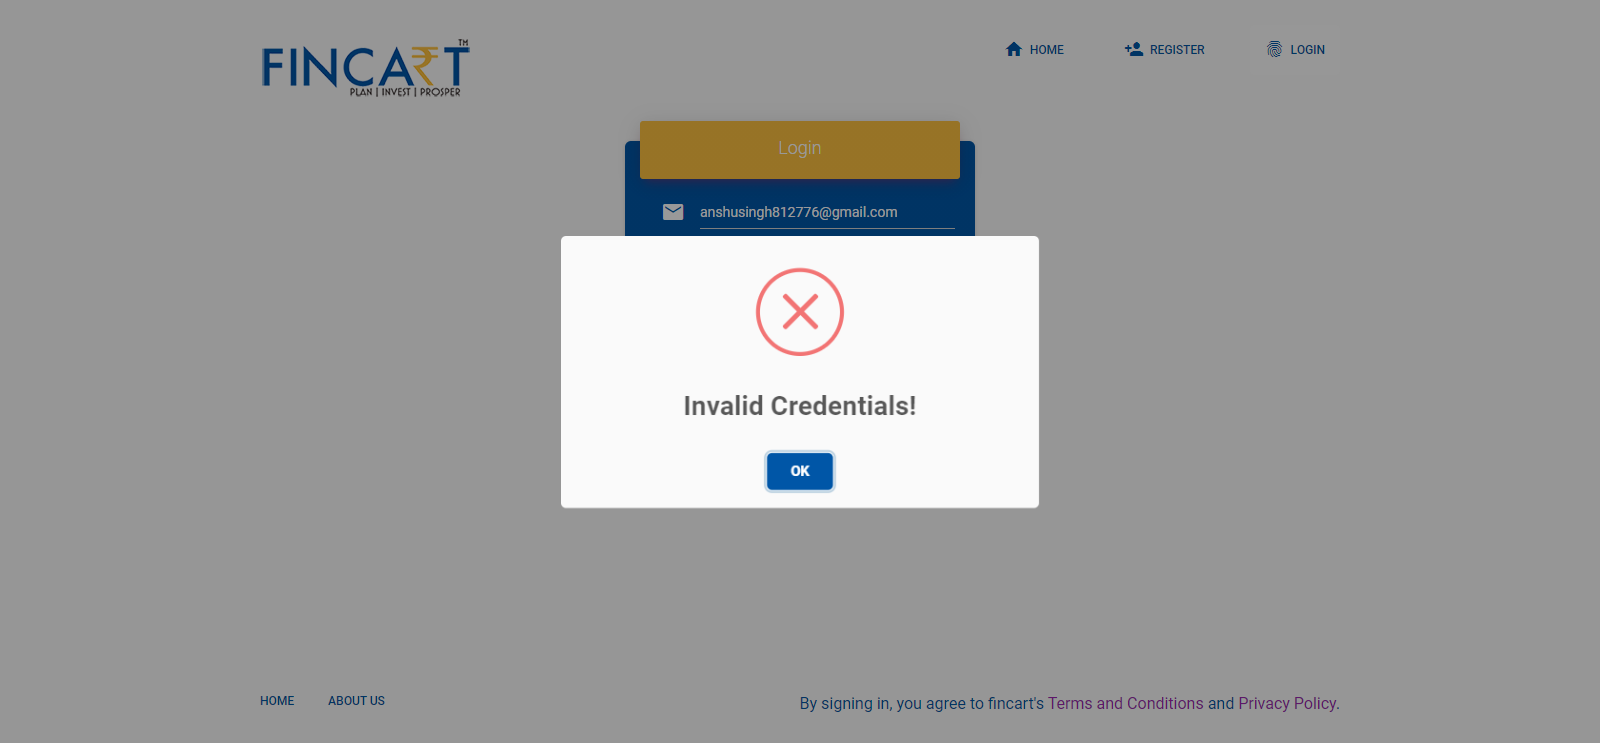 FINCA₹T TM
PLAN | INVEST | PROSPER
HOME
REGISTER
LOGIN
Login
anshusingh812776@gmail.com
Invalid Credentials!
OK
HOME
ABOUT US
By signing in, you agree to fincart's Terms and Conditions and Privacy Policy.